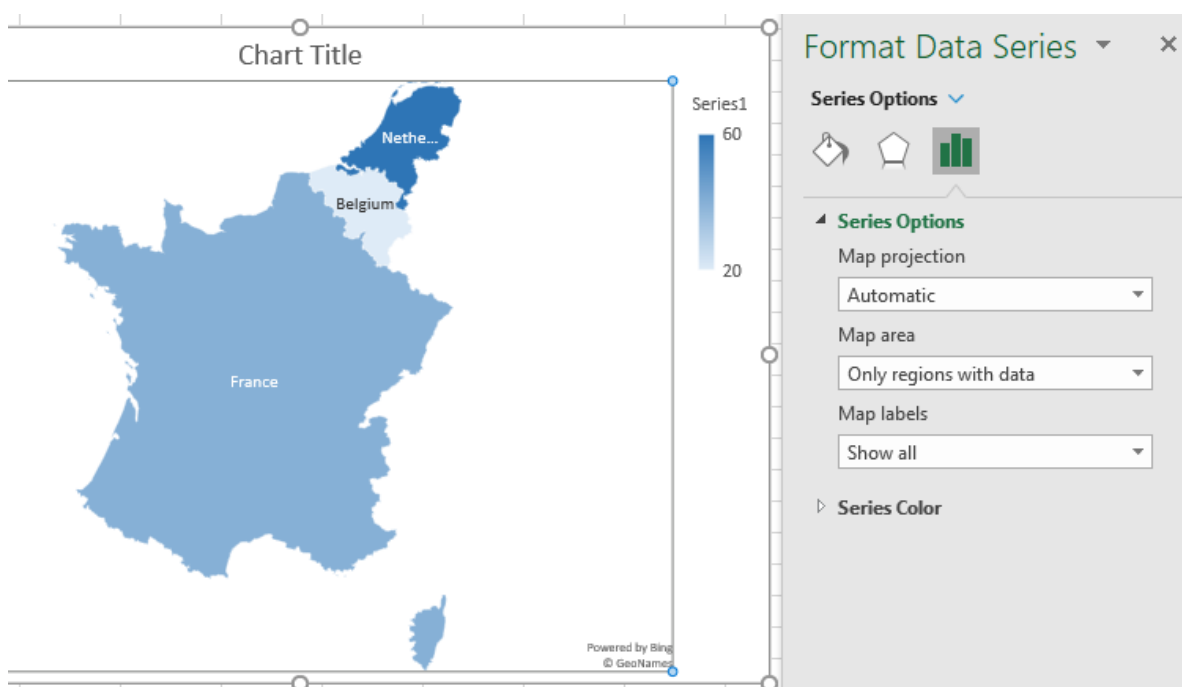 Chart Title
Nethe...
Belgium
France
Series1
60
20
Powered by Bing
© GeoNames
Format Data Series
Series Options
Series Options
Map projection
Automatic
Map area
Only regions with data
Map labels
Show all
Series Color